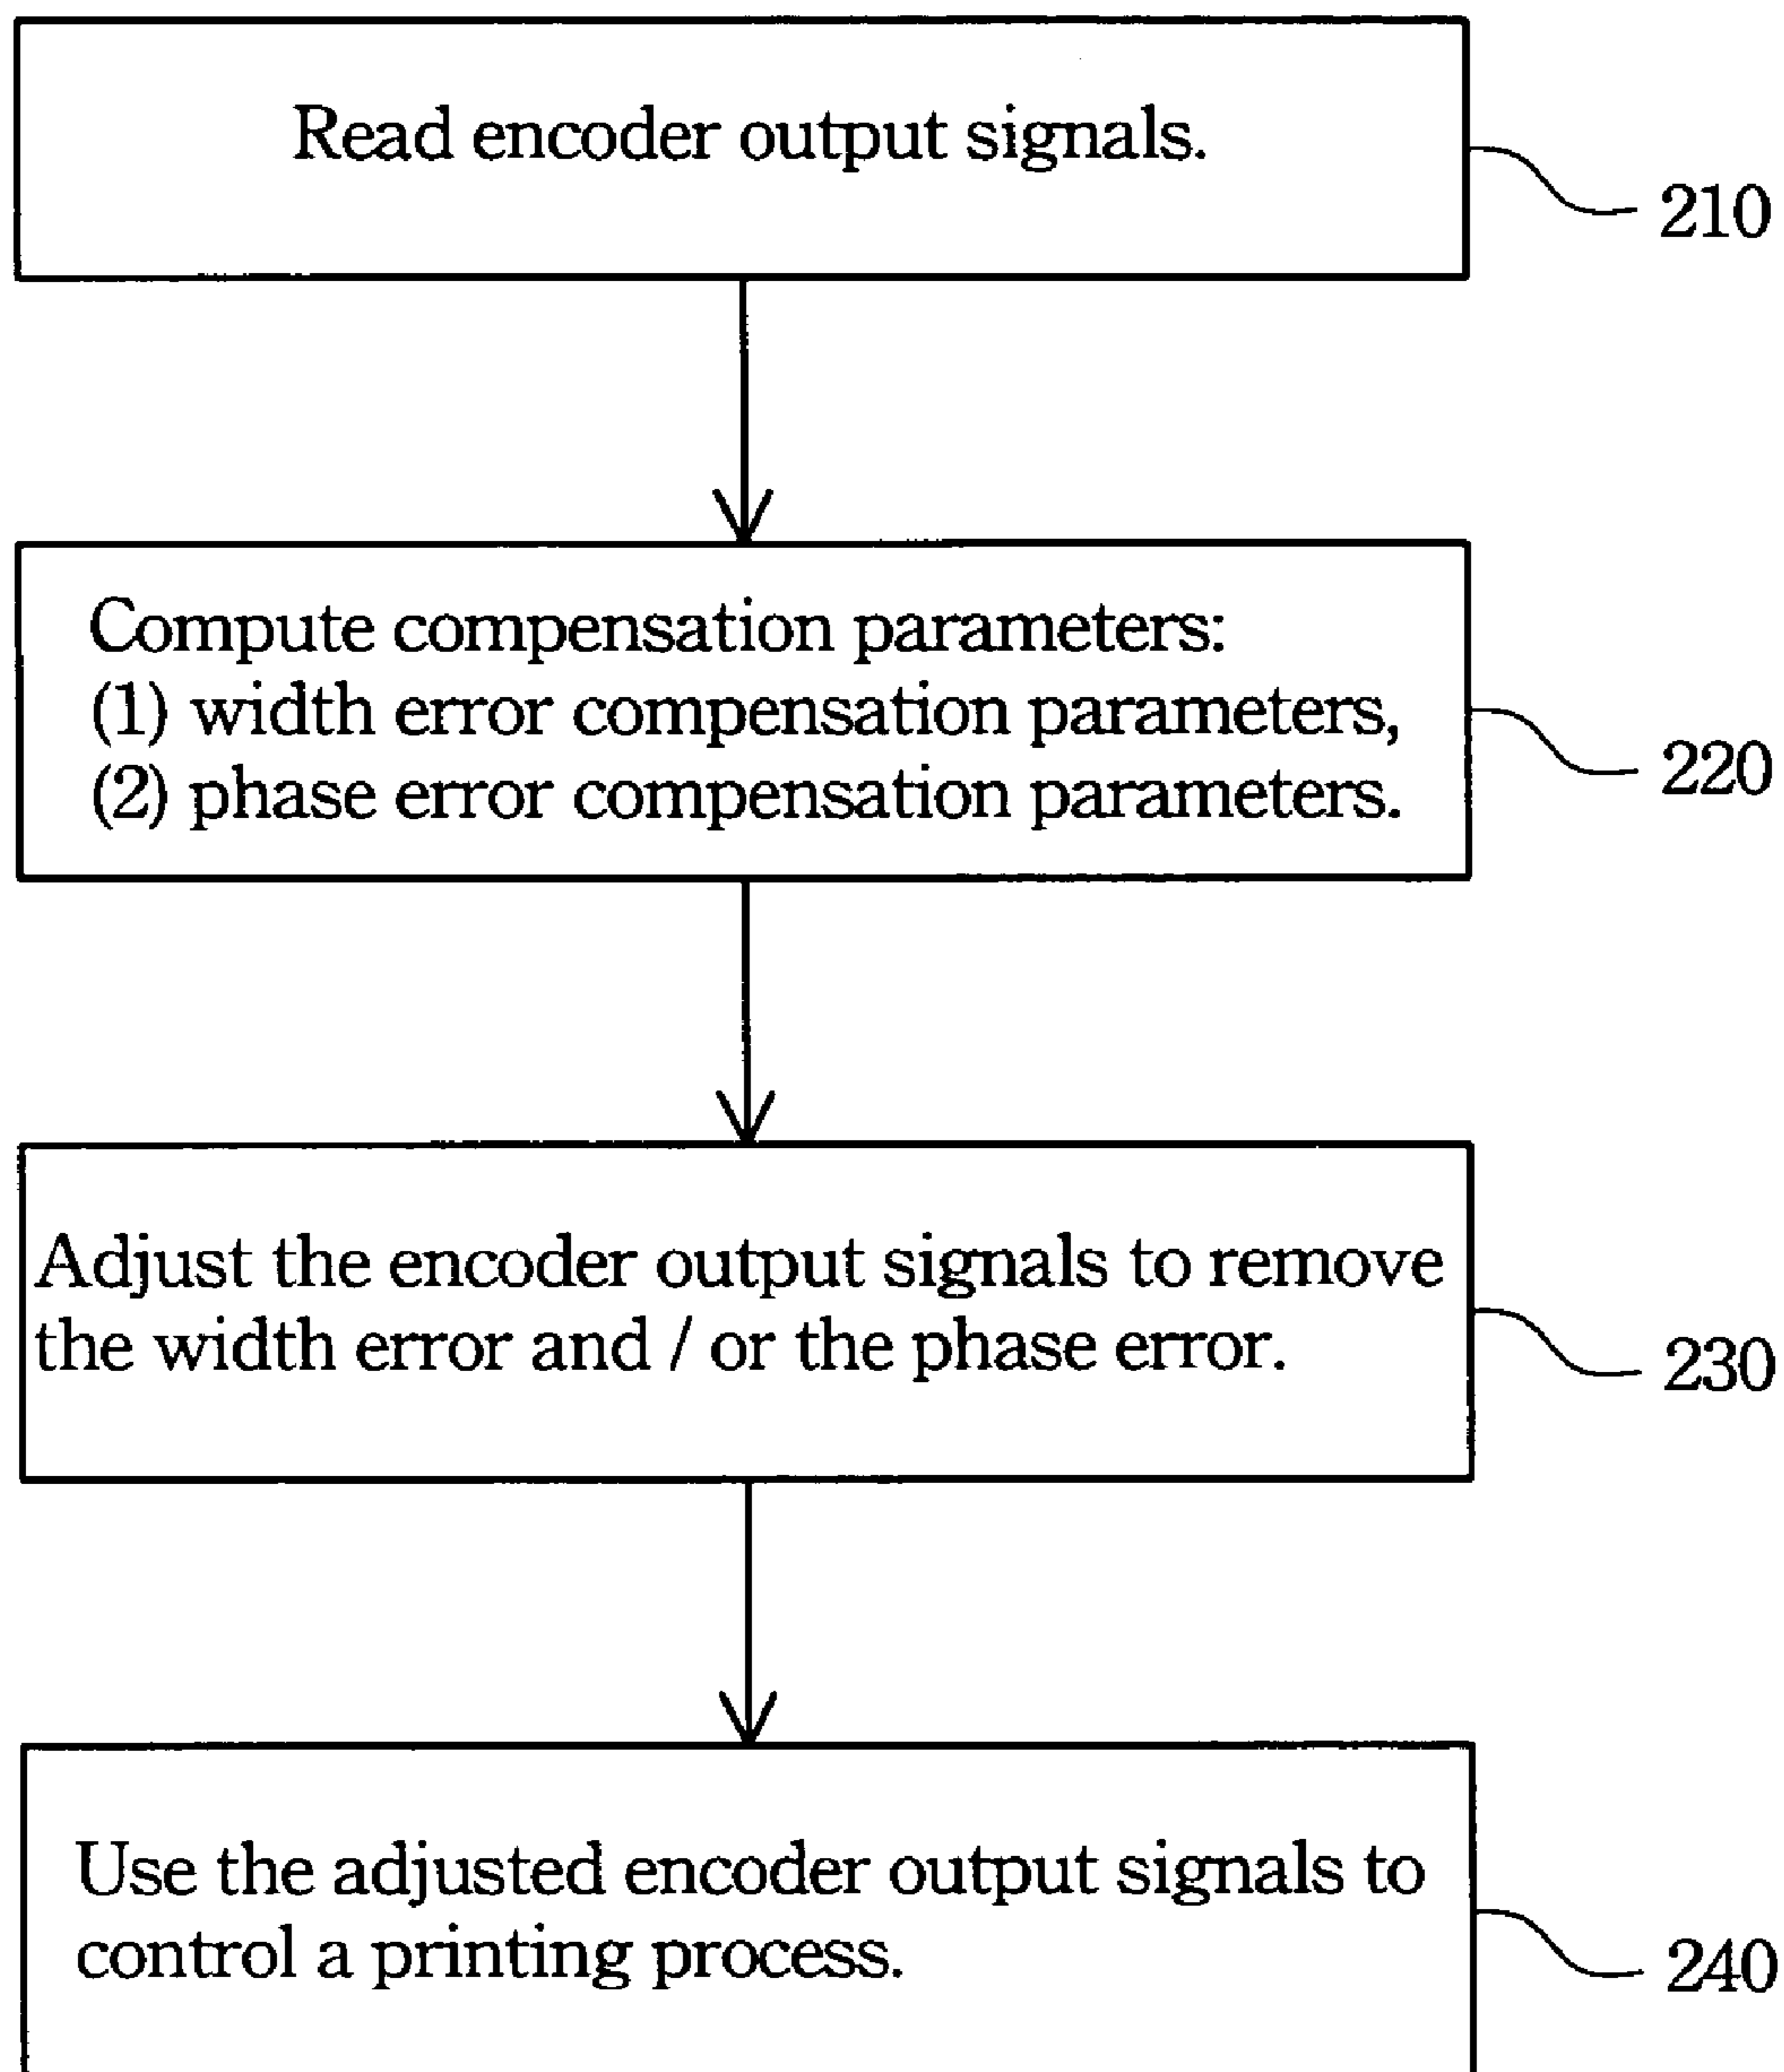 Read encoder output signals.
210
Compute compensation parameters:
(1) width error compensation parameters,
(2) phase error compensation parameters.
220
Adjust the encoder output signals to remove
the width error and / or the phase error.
230
Use the adjusted encoder output signals to
control a printing process.
240